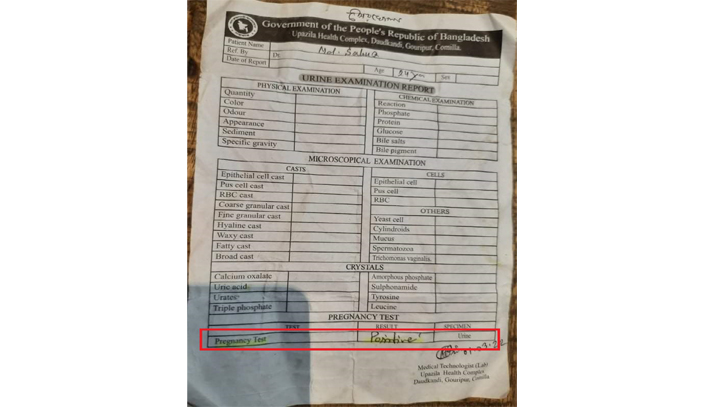 Government of the People's Republic of Bangladesh
Upazila Health Complex, Daudkandi, Gouripur, Comilla.
Patient Name Md. 
Ref. By Dr.
Date of Report Age Sex
URINE EXAMINATION REPORT
PHYSICAL EXAMINATION
Quantity
Color
Odour
Appearance
Sediment
Specific gravity
CHEMICAL EXAMINATION
Reaction
Phosphate
Protein
Glucose
Bile salts
Bile pigment
MICROSCOPICAL EXAMINATION
CASTS
Epithelial cell cast
Pus cell cast
RBC cast
Coarse granular cast
Fine granular cast
Hyaline cast
Waxy cast
Fatty cast
Broad cast
CELLS
Epithelial cell
Pus cell
RBC
OTHERS
Yeast cell
Cylindroids
Mucus
Spermatozoa
Trichomonas vaginalis
CRYSTALS
Calcium oxalate
Uric acid
Urates
Triple phosphate
Amorphous phosphate
Sulphonamide
Tyrosine
Leucine
PREGNANCY TEST
TEST RESULT SPECIMEN
Pregnancy Test Positive Urine
Medical Technologist (Lab)
Upazila Health Complex
Daudkandi, Gouripur, Comilla